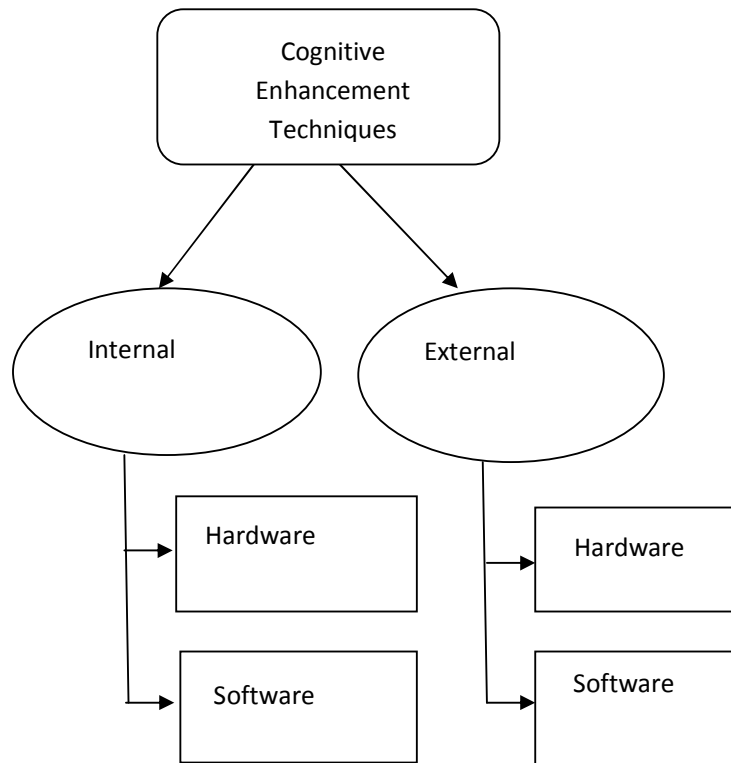 Cognitive
Enhancement
Techniques
Internal
External
Hardware
Hardware
Software
Software